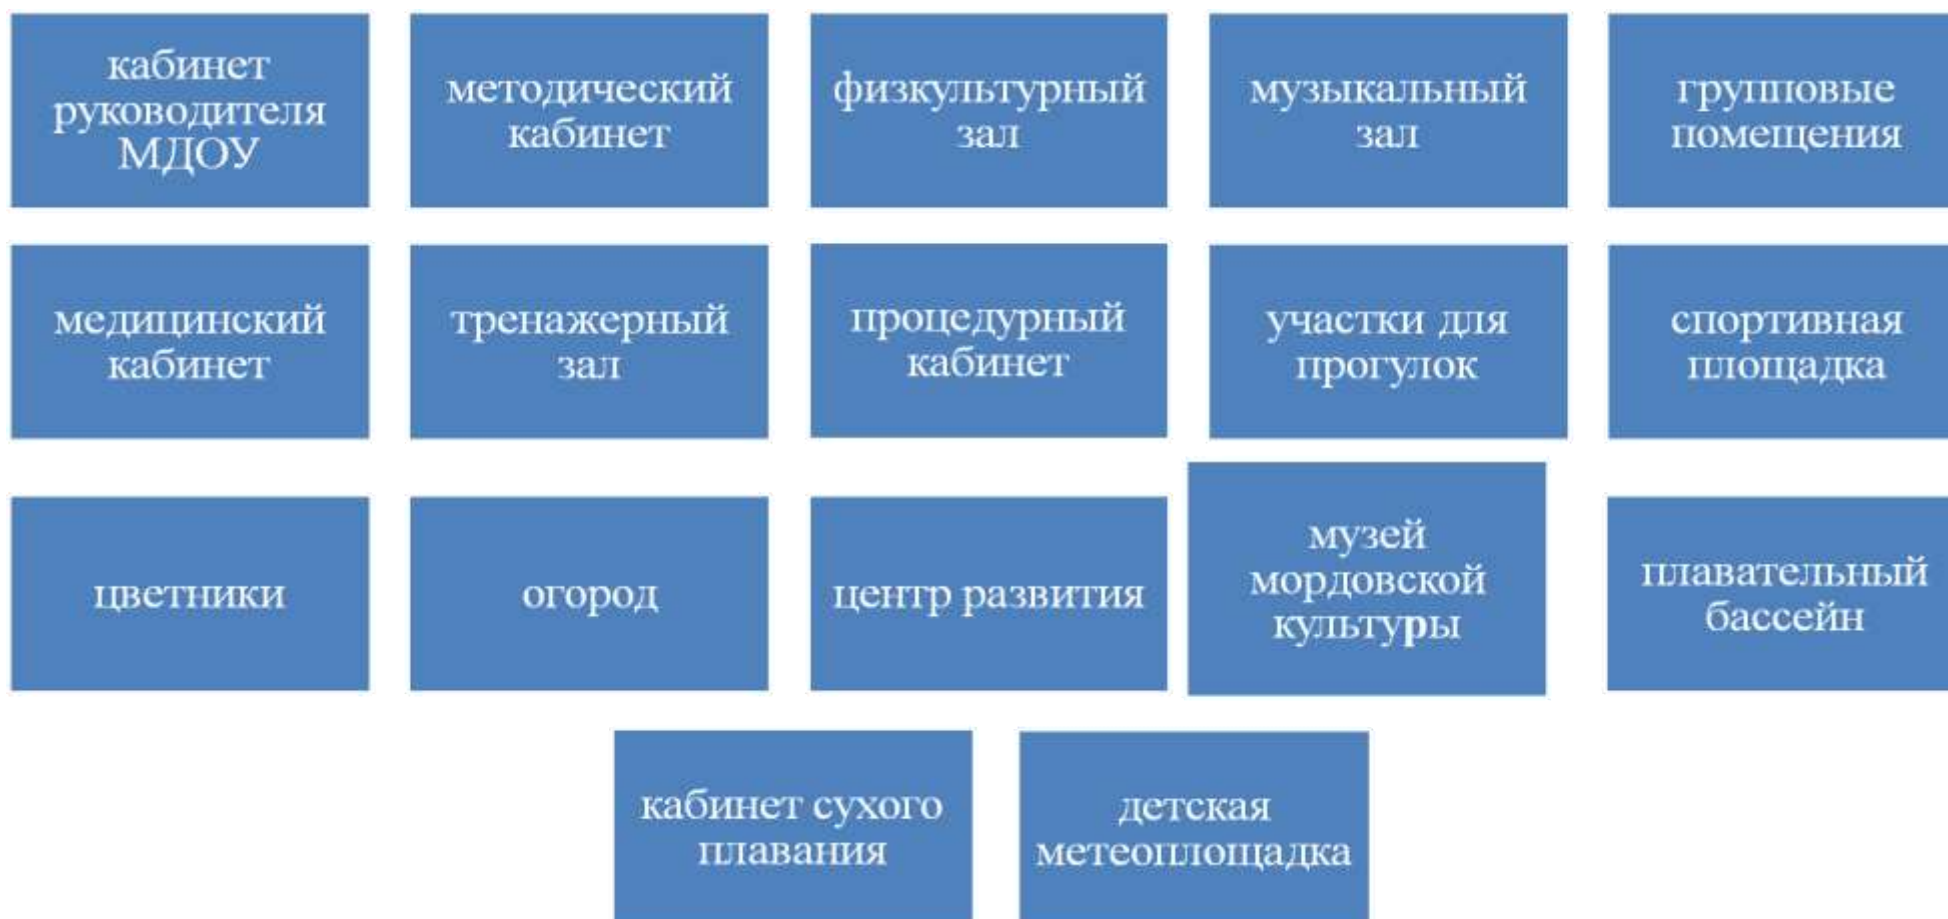 кабинет
руководителя
МДОУ
методический
кабинет
физкультурный
зал
музыкальный
зал
групповые
помещения
медицинский
кабинет
тренажерный
зал
процедурный
кабинет
участки для
прогулок
спортивная
площадка
цветники
огород
центр развития
музей
мордовской
культуры
плавательный
бассейн
кабинет сухого
плавания
детская
метеоплощадка